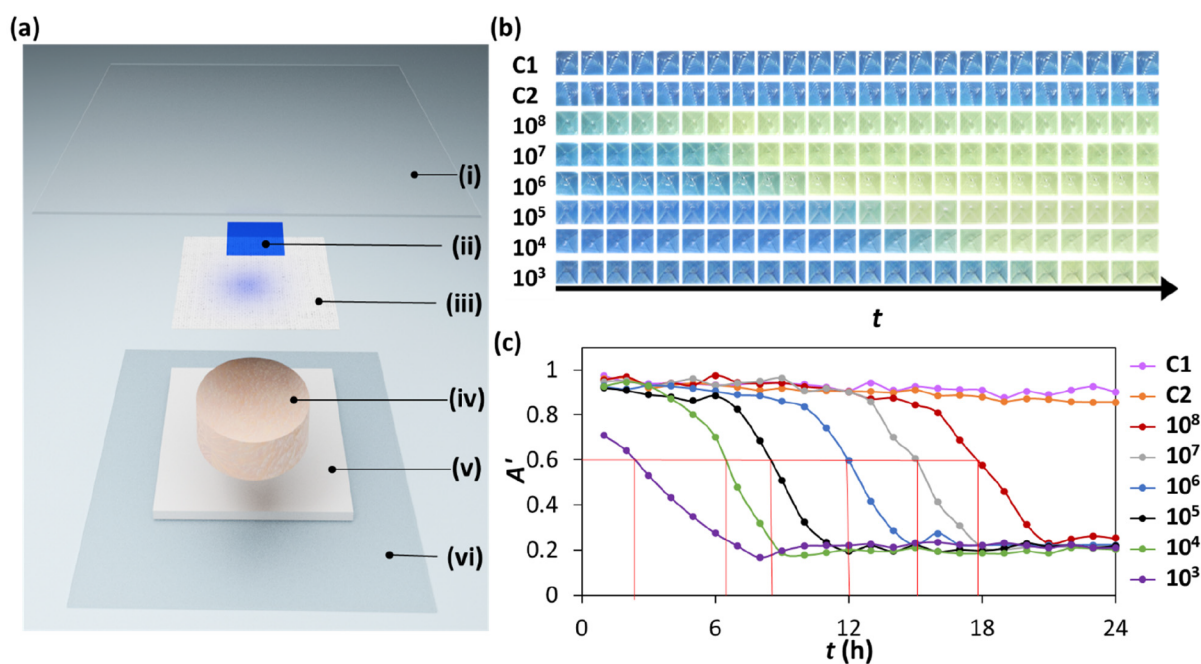 (a)
(i)
(ii)
(iii)
(iv)
(v)
(vi)
(b)
C1
C2
10⁸
10⁷
10⁶
10⁵
10⁴
10³
t
(c)
1
0.8
0.6
0.4
0.2
0
A'
0 6 12 18 24
t (h)
C1
C2
10⁸
10⁷
10⁶
10⁵
10⁴
10³